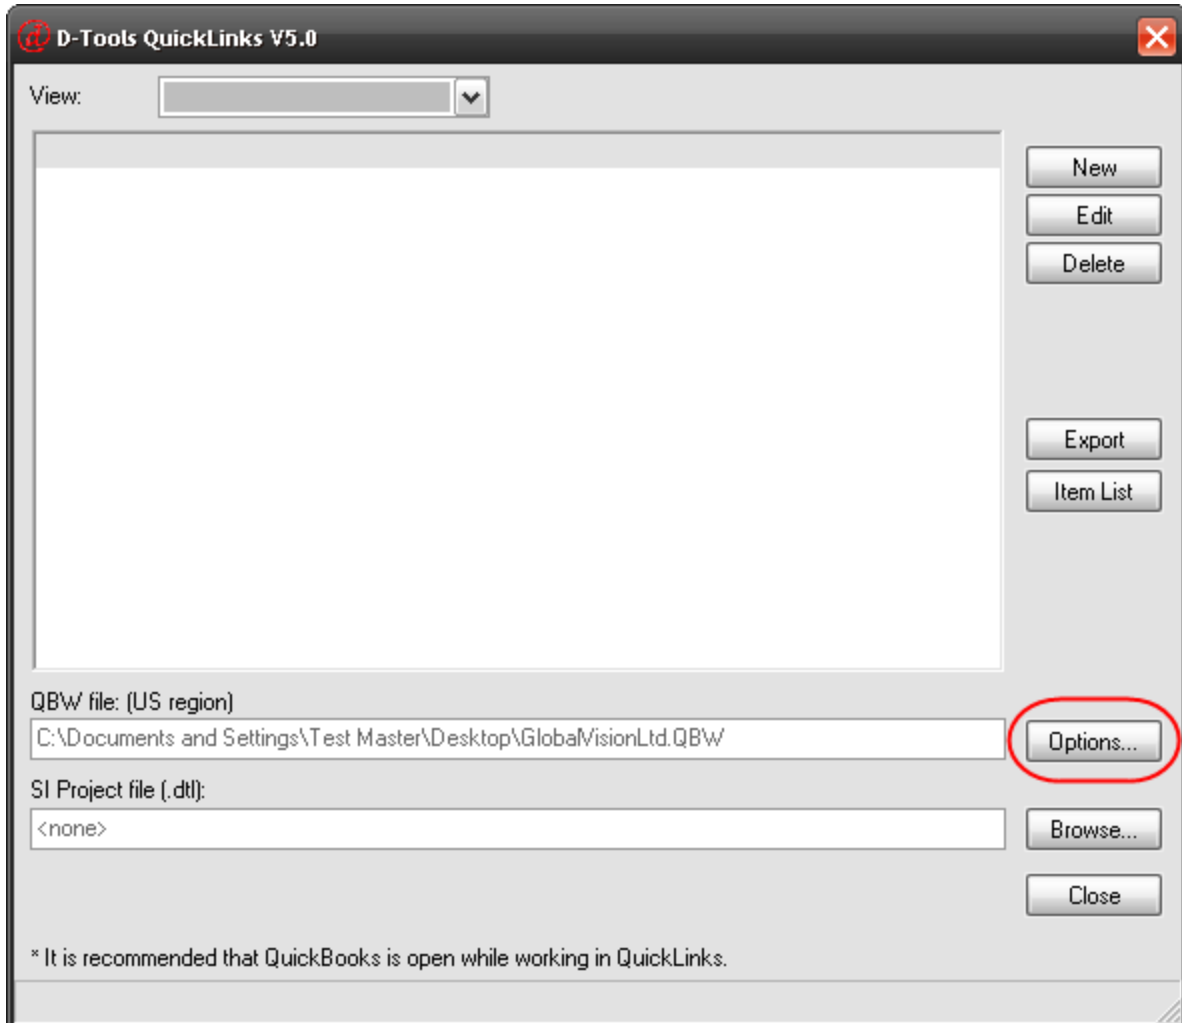 D-Tools QuickLinks V5.0
View:
New
Edit
Delete
Export
Item List
QBW file: (US region)
C:\Documents and Settings\Test Master\Desktop\GlobalVisionLtd.QBW
Options...
SI Project file (.dtl):
<none>
Browse...
Close
* It is recommended that QuickBooks is open while working in QuickLinks.